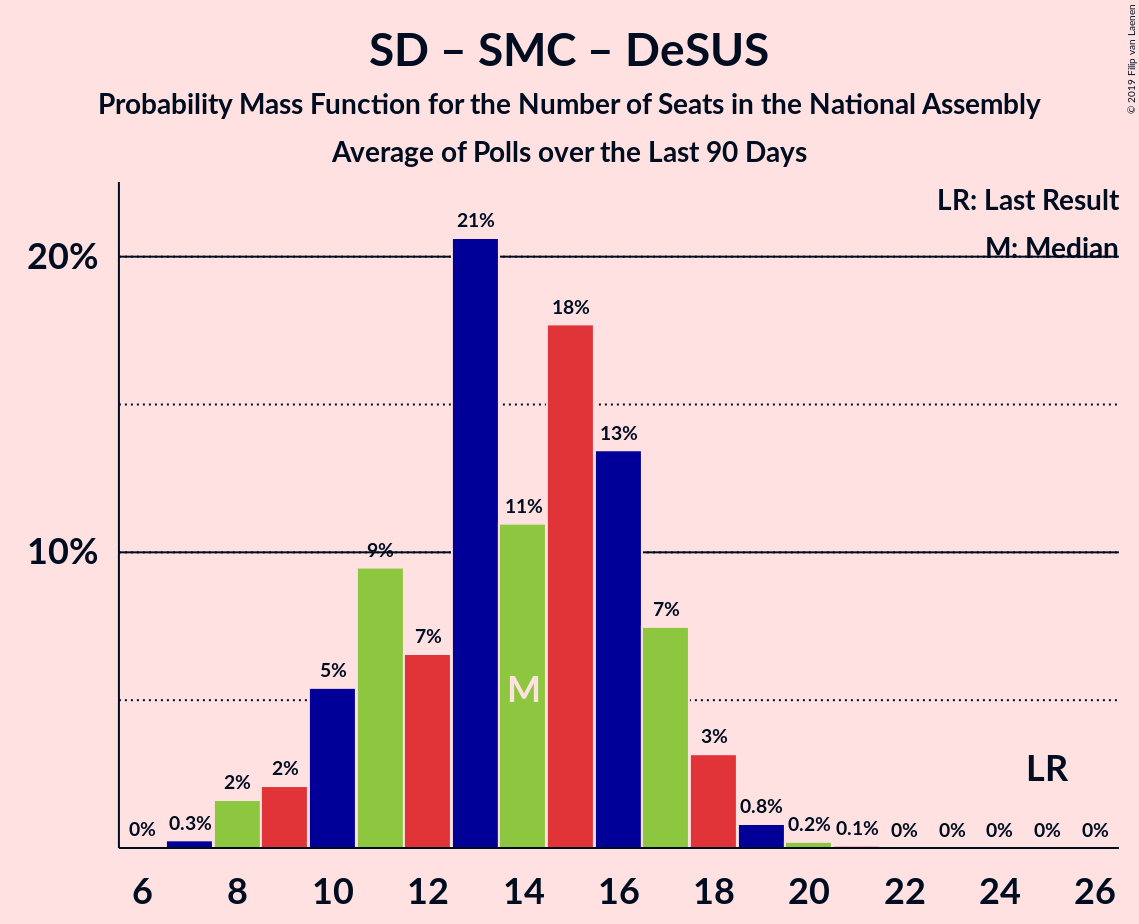 SD – SMC – DeSUS
Probability Mass Function for the Number of Seats in the National Assembly
Average of Polls over the Last 90 Days
© 2019 Filip van Laenen
LR: Last Result
M: Median
20%
10%
0%
0.3%
2%
2%
5%
9%
7%
21%
11%
18%
13%
7%
3%
0.8%
0.2%
0.1%
0%
0%
0%
0%
0%
M
LR
6 8 10 12 14 16 18 20 22 24 26